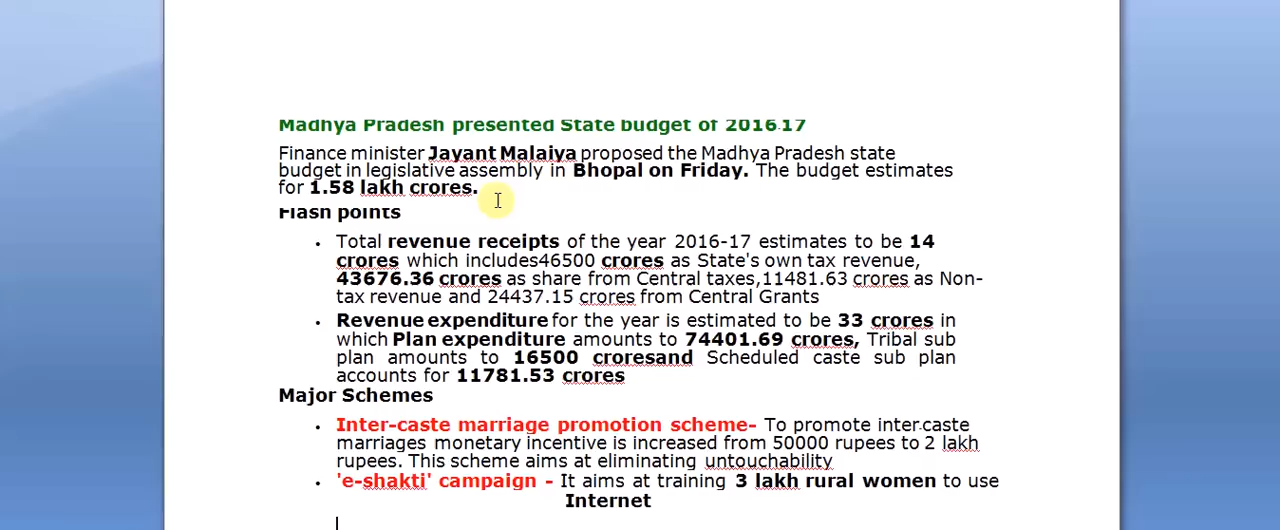 Madhya Pradesh presented State budget of 2016-17
Finance minister Jayant Malaiya proposed the Madhya Pradesh state
budget in legislative assembly in Bhopal on Friday. The budget estimates
for 1.58 lakh crores.
Flash points
• Total revenue receipts of the year 2016-17 estimates to be 14
crores which includes46500 crores as State's own tax revenue,
43676.36 crores as share from Central taxes,11481.63 crores as Non-
tax revenue and 24437.15 crores from Central Grants
• Revenue expenditure for the year is estimated to be 33 crores in
which Plan expenditure amounts to 74401.69 crores, Tribal sub
plan amounts to 16500 croresand Scheduled caste sub plan
accounts for 11781.53 crores
Major Schemes
• Inter-caste marriage promotion scheme- To promote inter-caste
marriages monetary incentive is increased from 50000 rupees to 2 lakh
rupees. This scheme aims at eliminating untouchability
• 'e-shakti' campaign - It aims at training 3 lakh rural women to use
Internet